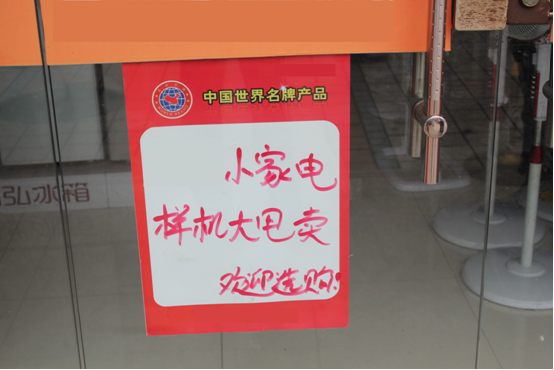 中国世界名牌产品
小家电
样机大甩卖
欢迎选购!
弘冰箱